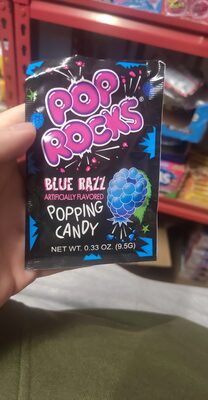 POP
ROCKS®
BLUE RAZZ
ARTIFICIALLY FLAVORED
POPPING
CANDY
NET WT. 0.33 OZ. (9.5G)